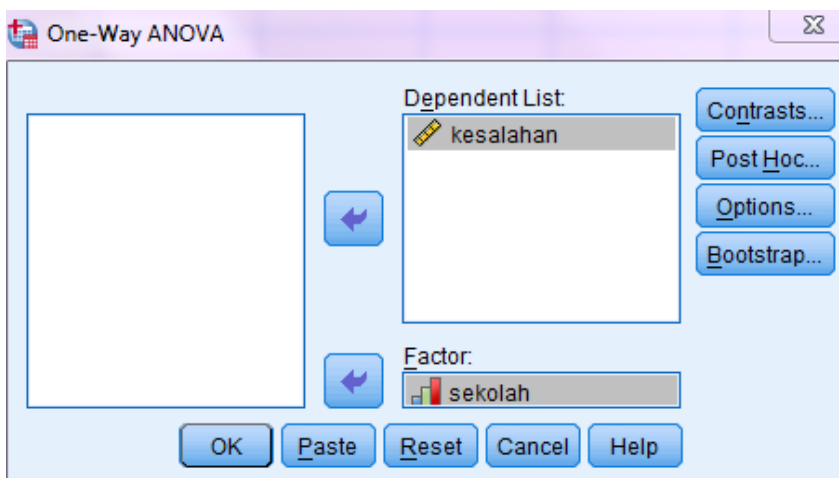 One-Way ANOVA
Dependent List:
kesalahan
Contrasts...
Post Hoc...
Options...
Bootstrap...
Factor:
sekolah
OK Paste Reset Cancel Help